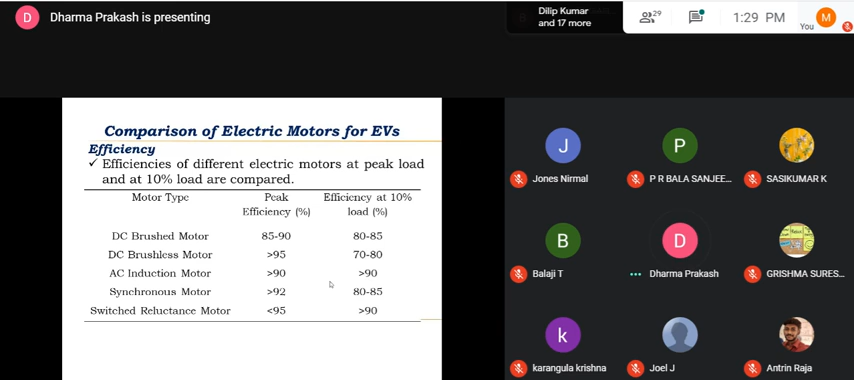 D Dharma Prakash is presenting
Dilip Kumar
and 17 more
29
1:29 PM
You
M
Comparison of Electric Motors for EVs
Efficiency
✓ Efficiencies of different electric motors at peak load
and at 10% load are compared.
Motor Type Peak Efficiency at 10%
Efficiency (%) load (%)
DC Brushed Motor 85-90 80-85
DC Brushless Motor >95 70-80
AC Induction Motor >90 >90
Synchronous Motor >92 80-85
Switched Reluctance Motor <95 >90
J
P
Jones Nirmal
P R BALA SANJEE...
SASIKUMAR K
B
D
Balaji T
Dharma Prakash
GRISHMA SURES...
k
karangula krishna
Joel J
Antrin Raja